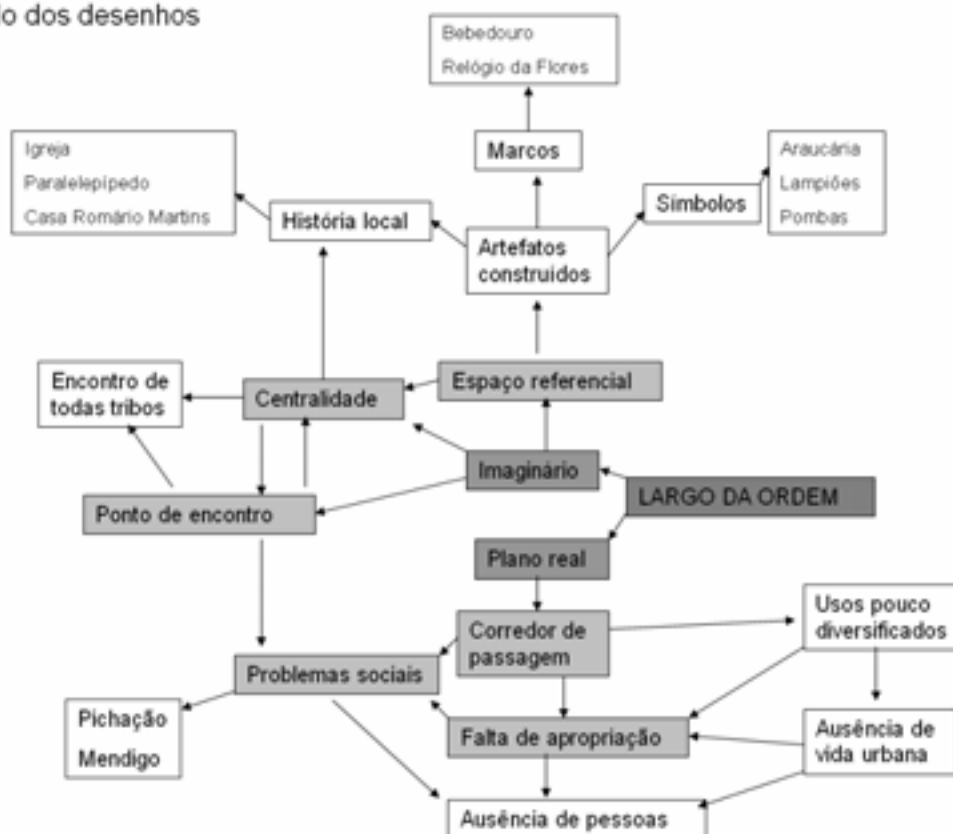 dos desenhos
Bebedouro
Relógio da Flores
Marcos
Igreja
Paralelepípedo
Casa Romário Martins
História local
Artefatos
construidos
Símbolos
Araucária
Lampiões
Pombas
Encontro de
todas tribos
Centralidade
Espaço referencial
Imaginário
LARGO DA ORDEM
Ponto de encontro
Plano real
Corredor de
passagem
Usos pouco
diversificados
Problemas sociais
Pichação
Mendigo
Falta de apropriação
Ausência de
vida urbana
Ausência de pessoas